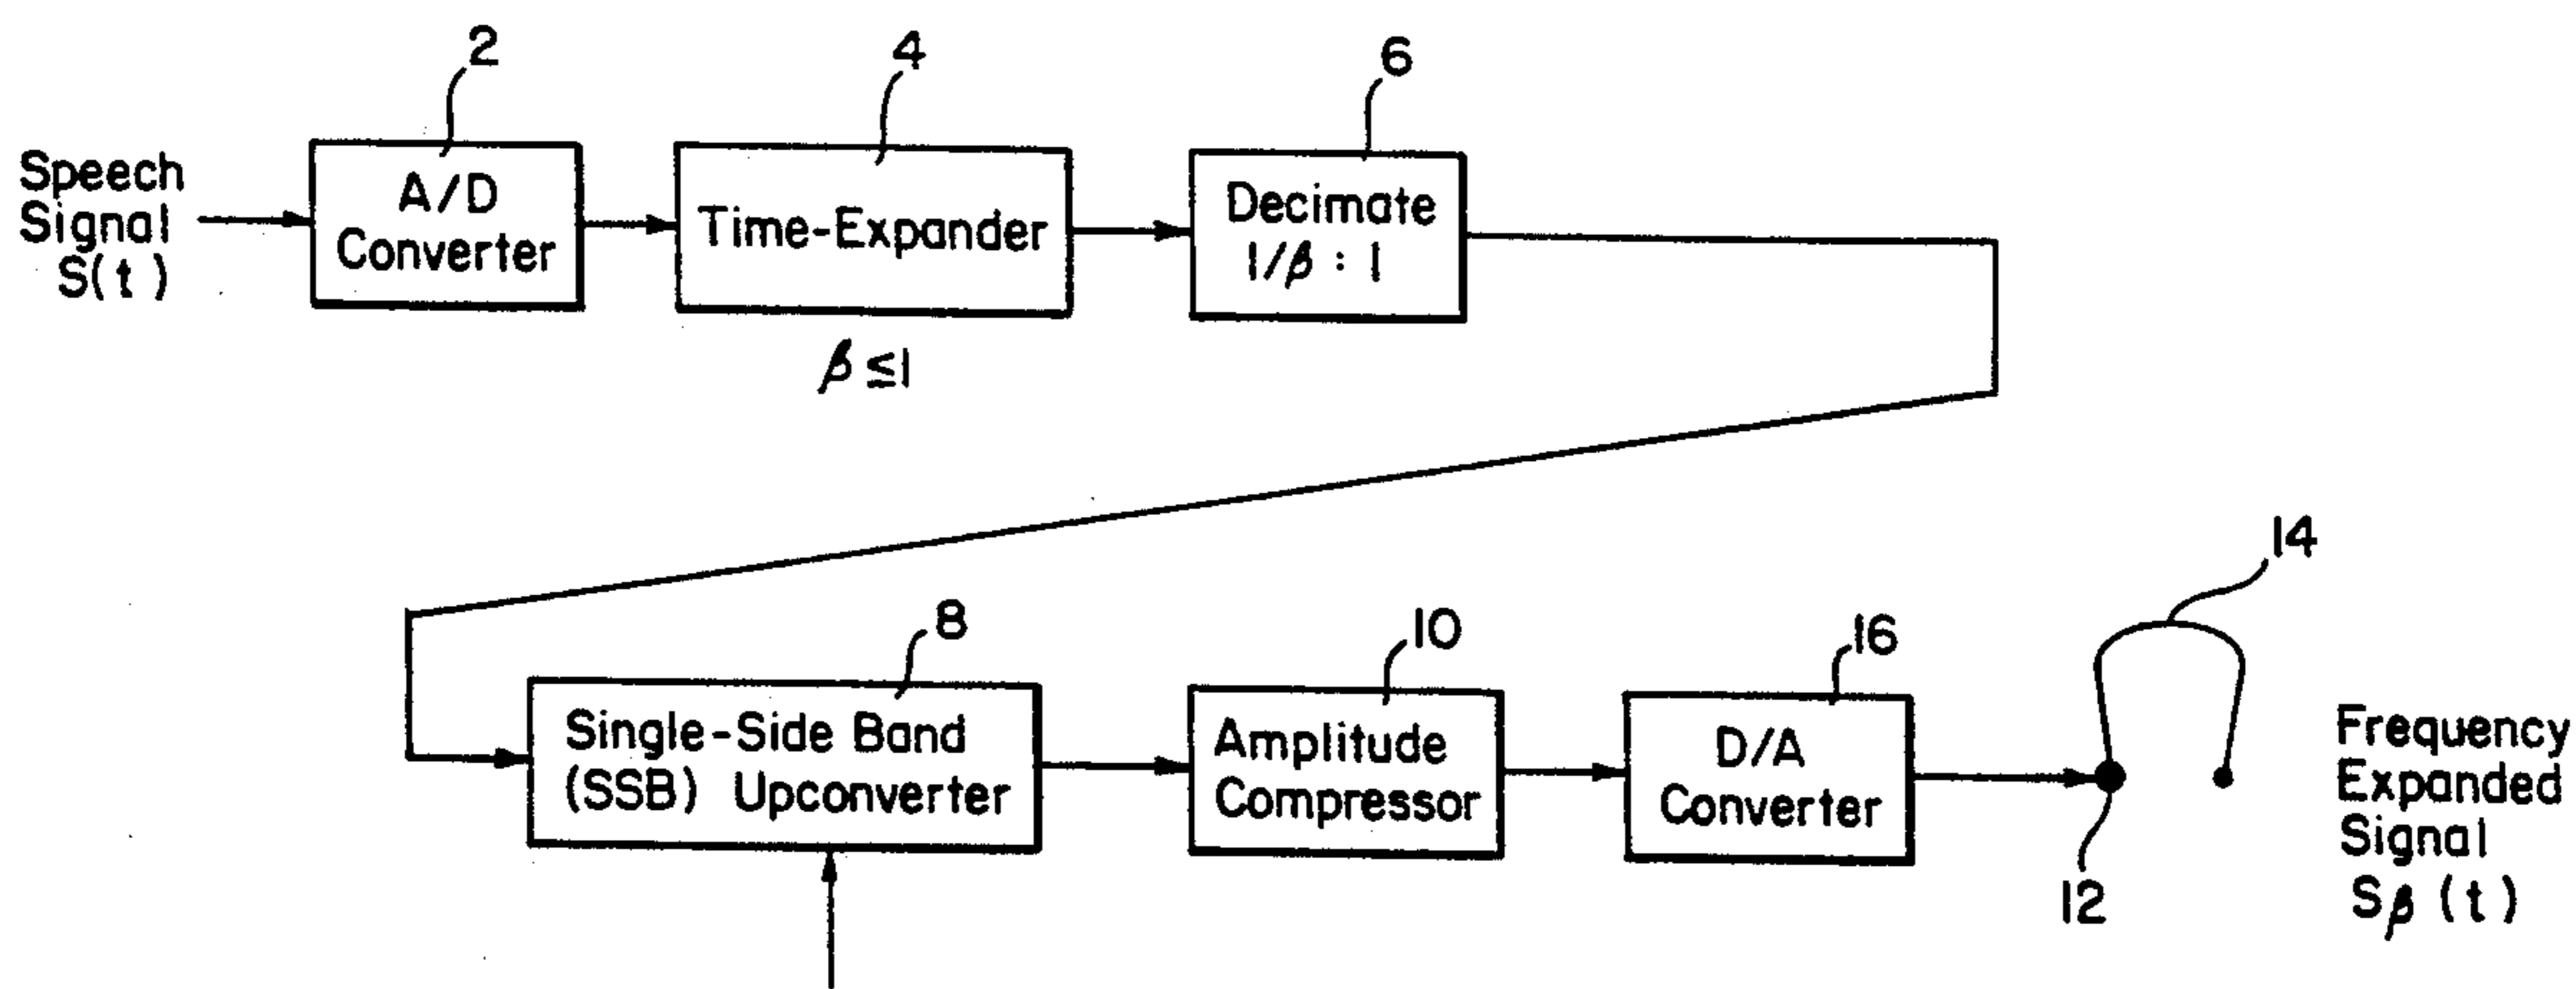 2
4
6
Speech
Signal
S(t)
A/D
Converter
Time-Expander
β ≤ 1
Decimate
1/β : 1
8
10
16
14
Single-Side Band
(SSB) Upconverter
Amplitude
Compressor
D/A
Converter
12
Frequency
Expanded
Signal
Sβ (t)